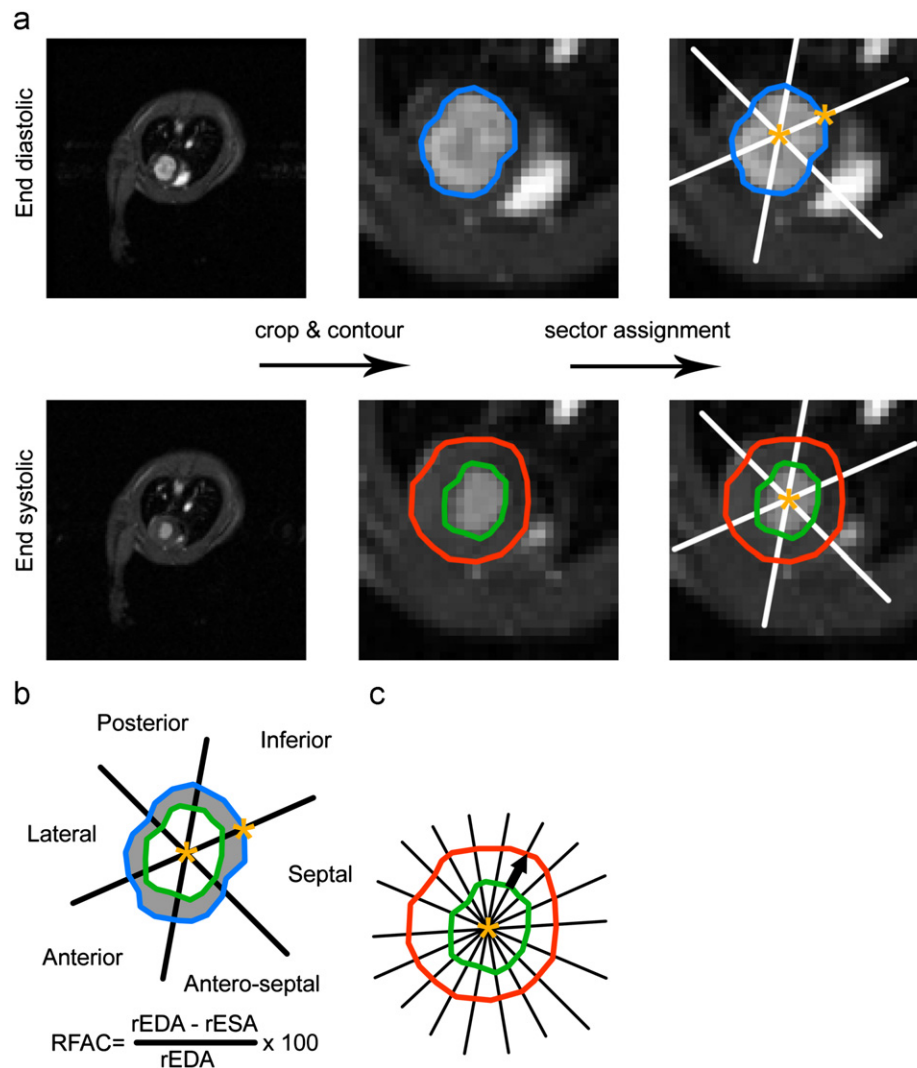 a
End diastolic
crop & contour
sector assignment
End systolic
b
Posterior
Inferior
Lateral
Septal
Anterior
Antero-septal
RFAC= rEDA - rESA x 100
rEDA
c